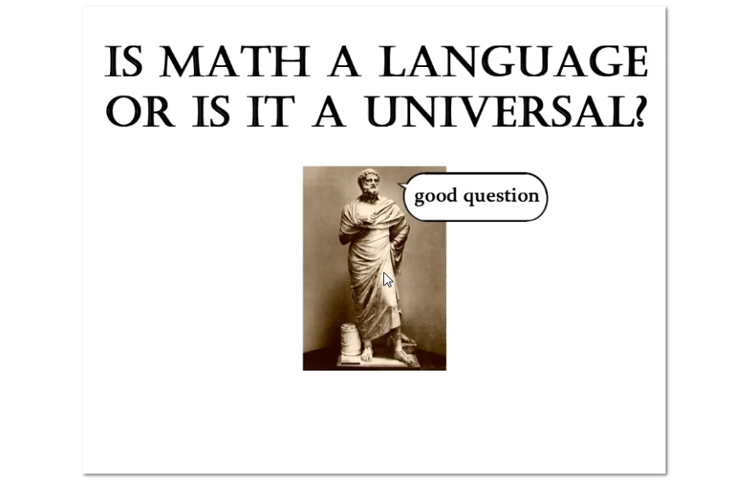 IS MATH A LANGUAGE
OR IS IT A UNIVERSAL?
good question